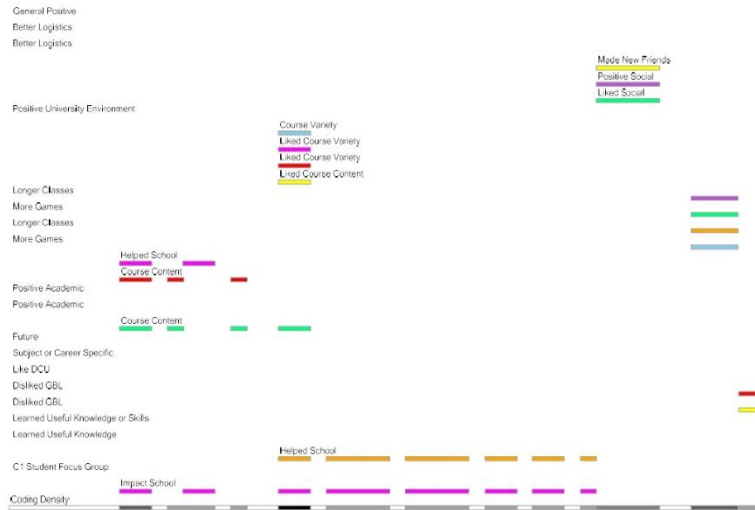 General Positive
Better Logistics
Better Logistics
Made New Friends
Positive Social
Liked Social
Positive University Environment
Course Variety
Liked Course Variety
Liked Course Variety
Liked Course Content
Longer Classes
More Games
Longer Classes
More Games
Helped School
Course Content
Positive Academic
Positive Academic
Course Content
Future
Subject or Career Specific
Like DCU
Disliked GBL
Disliked GBL
Learned Useful Knowledge or Skills
Learned Useful Knowledge
Helped School
C1 Student Focus Group
Impact School
Coding Density